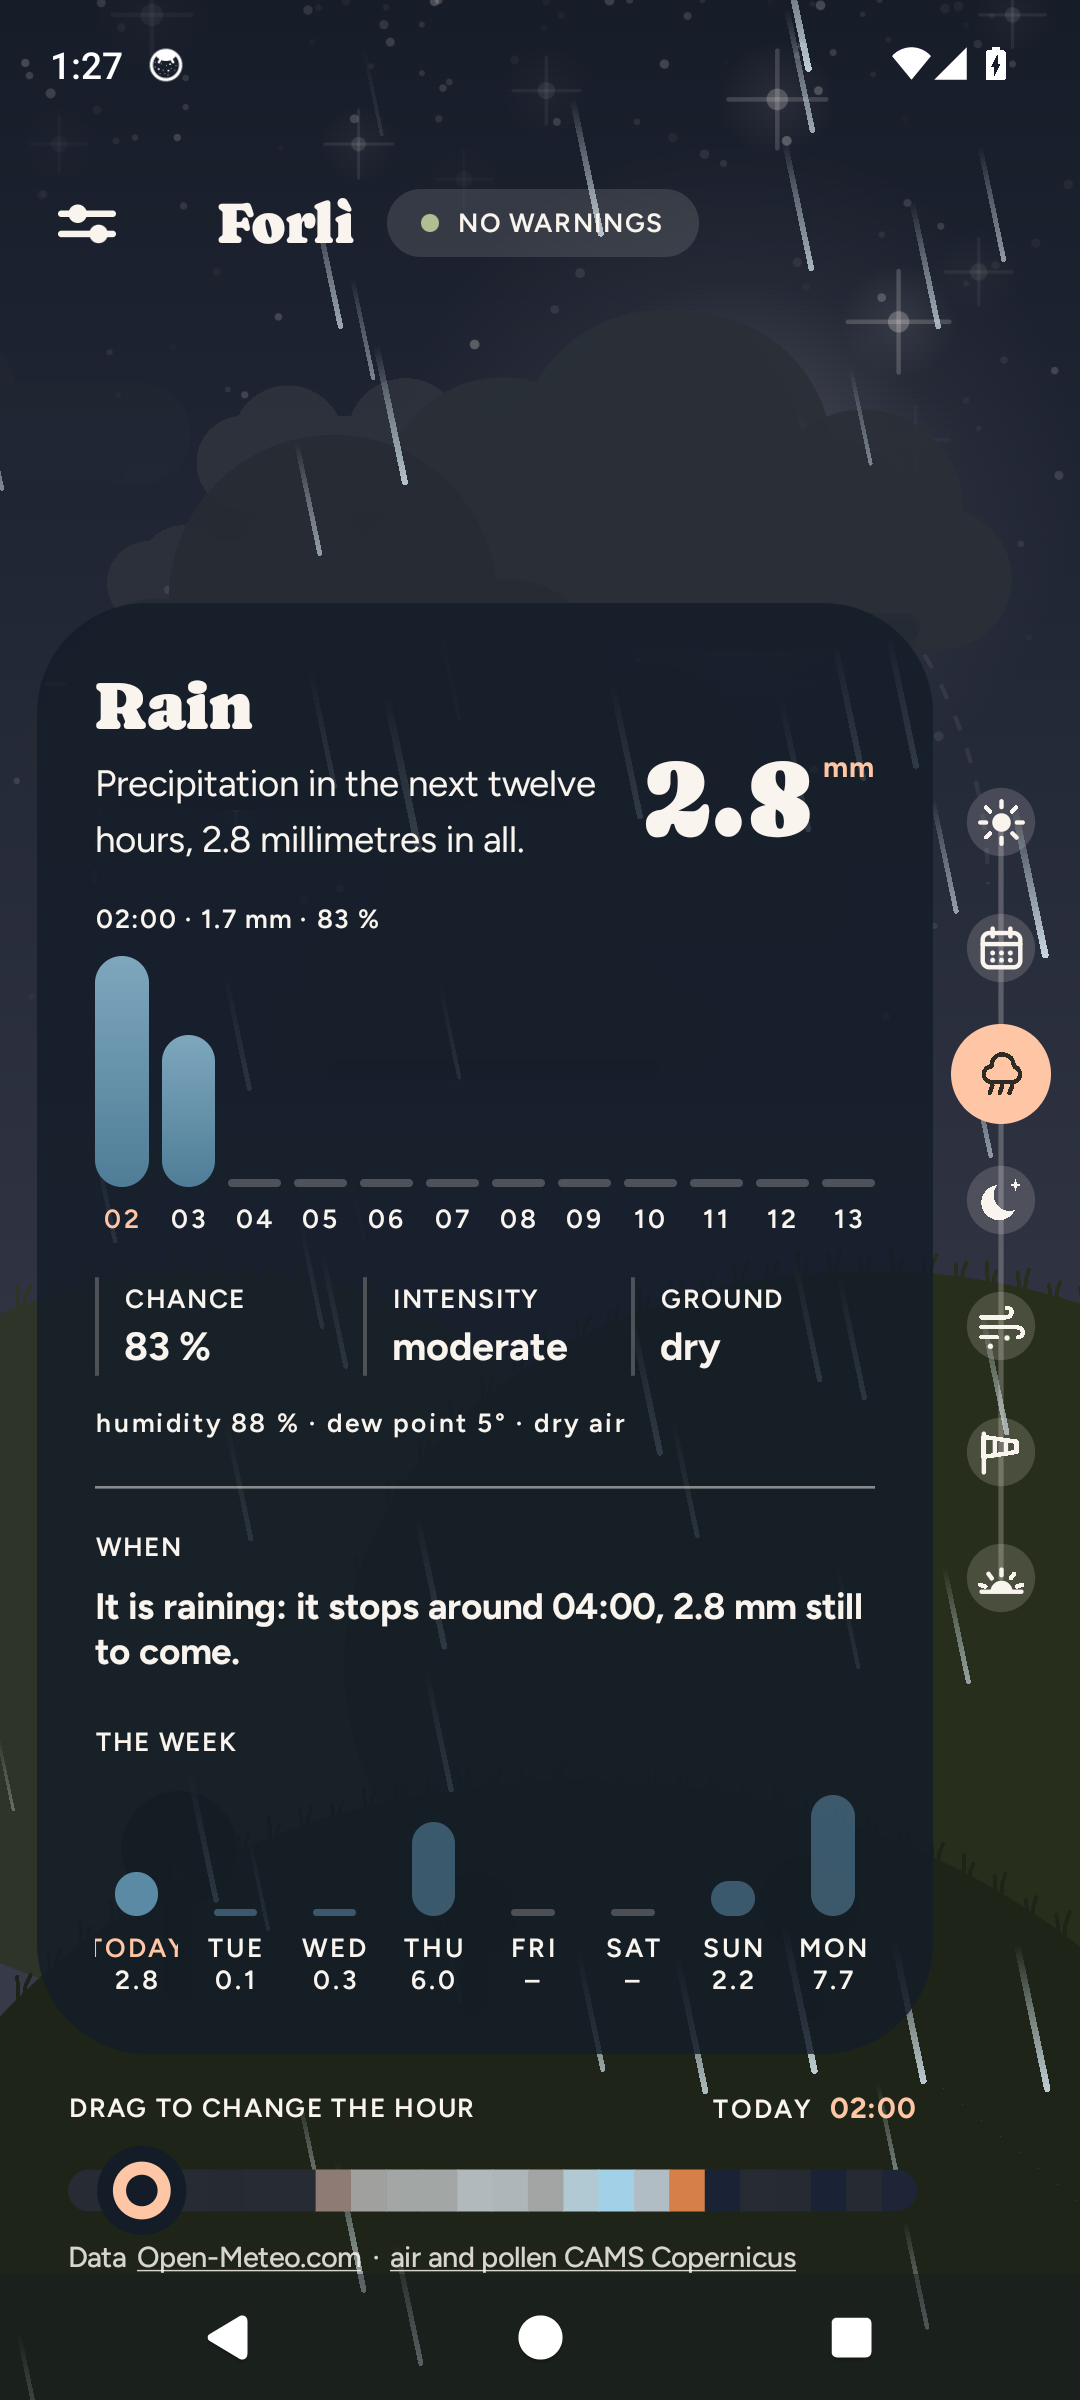 1:27
Forlì
NO WARNINGS
Rain
Precipitation in the next twelve
hours, 2.8 millimetres in all.
2.8 mm
02:00 · 1.7 mm · 83 %
02 03 04 05 06 07 08 09 10 11 12 13
CHANCE INTENSITY GROUND
83 % moderate dry
humidity 88 % · dew point 5° · dry air
WHEN
It is raining: it stops around 04:00, 2.8 mm still
to come.
THE WEEK
TODAY TUE WED THU FRI SAT SUN MON
2.8 0.1 0.3 6.0 – – 2.2 7.7
DRAG TO CHANGE THE HOUR TODAY 02:00
Data Open-Meteo.com · air and pollen CAMS Copernicus